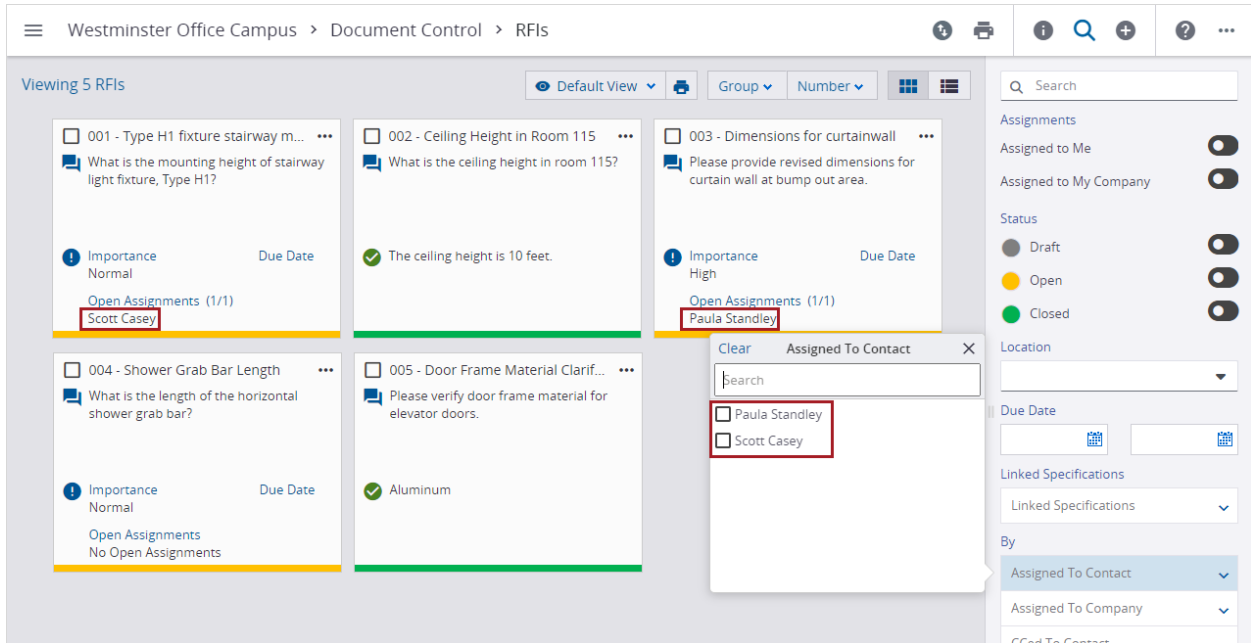 Westminster Office Campus > Document Control > RFIs
Viewing 5 RFIs
Default View
Group
Number
001 - Type H1 fixture stairway m...
What is the mounting height of stairway
light fixture, Type H1?
Importance
Due Date
Normal
Open Assignments (1/1)
Scott Casey
002 - Ceiling Height in Room 115
What is the ceiling height in room 115?
The ceiling height is 10 feet.
003 - Dimensions for curtainwall
Please provide revised dimensions for
curtain wall at bump out area.
Importance
Due Date
High
Open Assignments (1/1)
Paula Standley
004 - Shower Grab Bar Length
What is the length of the horizontal
shower grab bar?
Importance
Due Date
Normal
Open Assignments
No Open Assignments
005 - Door Frame Material Clarif...
Please verify door frame material for
elevator doors.
Aluminum
Clear
Assigned To Contact
Search
Paula Standley
Scott Casey
Search
Assignments
Assigned to Me
Assigned to My Company
Status
Draft
Open
Closed
Location
Due Date
Linked Specifications
Linked Specifications
By
Assigned To Contact
Assigned To Company
CCed To Contact